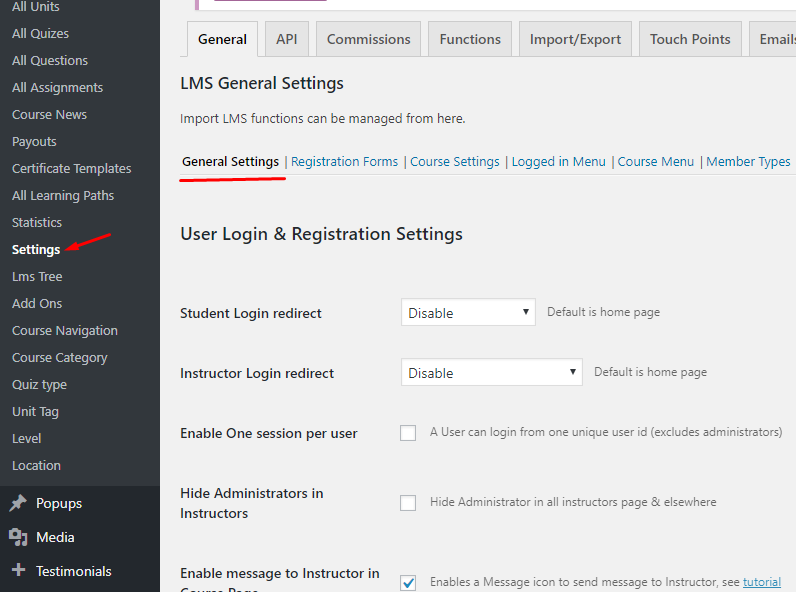 All Units
All Quizes
All Questions
All Assignments
Course News
Payouts
Certificate Templates
All Learning Paths
Statistics
Settings
Lms Tree
Add Ons
Course Navigation
Course Category
Quiz type
Unit Tag
Level
Location
Popups
Media
Testimonials
General API Commissions Functions Import/Export Touch Points Emails
LMS General Settings
Import LMS functions can be managed from here.
General Settings | Registration Forms | Course Settings | Logged in Menu | Course Menu | Member Types
User Login & Registration Settings
Student Login redirect Disable Default is home page
Instructor Login redirect Disable Default is home page
Enable One session per user A User can login from one unique user id (excludes administrators)
Hide Administrators in
Instructors
Hide Administrator in all instructors page & elsewhere
Enable message to Instructor in
Course Page
Enables a Message icon to send message to Instructor, see tutorial